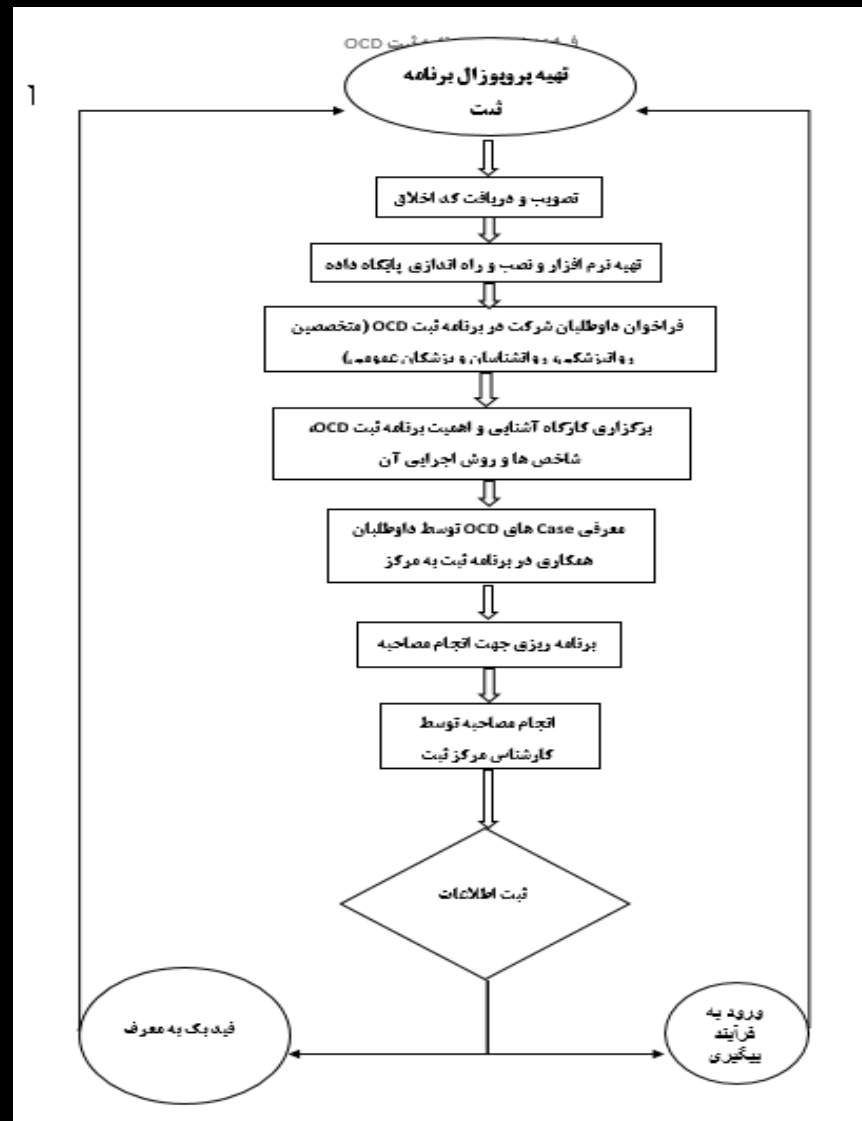 ثبت OCD
1
تهیه پروپوزال برنامه
ثبت
تصویب و دریافت کد اخلاق
تهیه نرم افزار و نصب و راه اندازی پایگاه داده
فراخوان داوطلبان شرکت در برنامه ثبت OCD (متخصصین
روانپزشکی، روانشناسان و پزشکان عمومی)
برگزاری کارگاه آشنایی و اهمیت برنامه ثبت OCD،
شاخص ها و روش اجرایی آن
معرفی Case های OCD توسط داوطلبان
همکاری در برنامه ثبت به مرکز
برنامه ریزی جهت انجام مصاحبه
انجام مصاحبه توسط
کارشناس مرکز ثبت
ثبت اطلاعات
ورود به
فرآیند
پیگیری
فیدبک به معرف